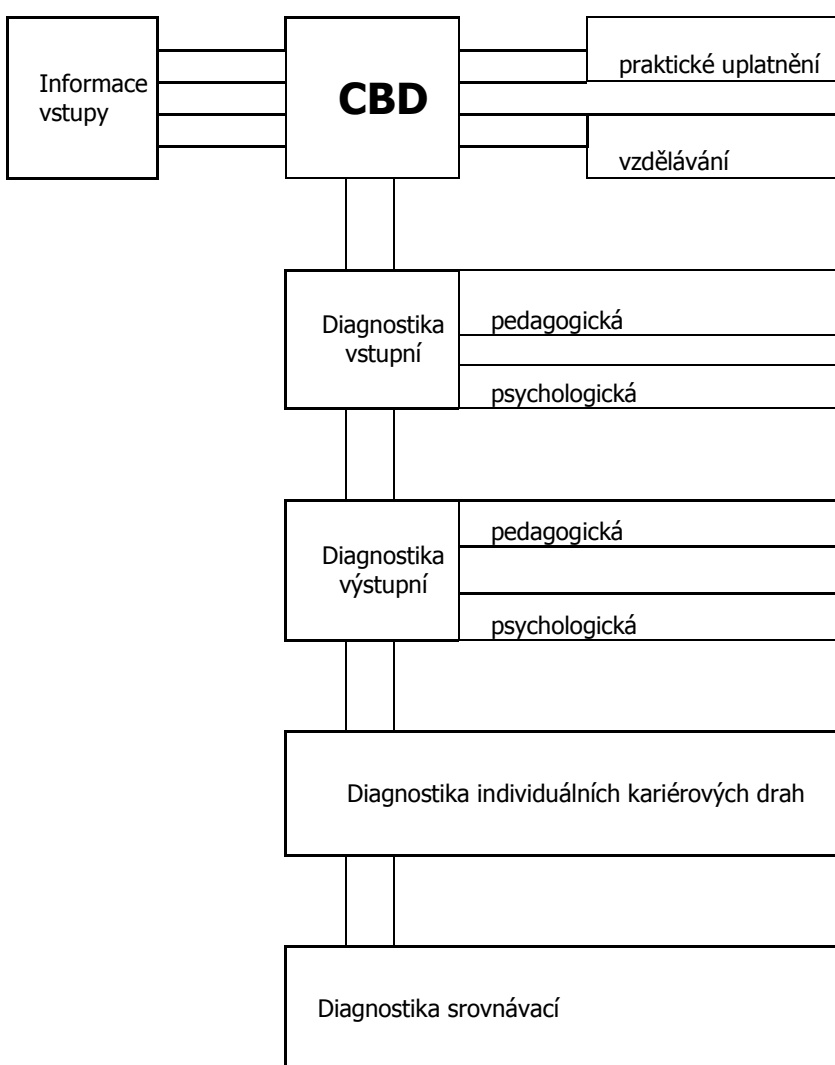 Informace
vstupy
CBD
praktické uplatnění
vzdělávání
Diagnostika
vstupní
pedagogická
psychologická
Diagnostika
výstupní
pedagogická
psychologická
Diagnostika individuálních kariérových drah
Diagnostika srovnávací